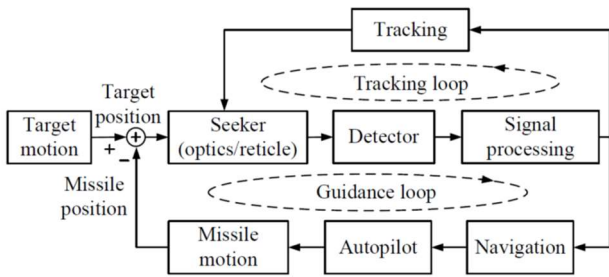 Tracking
Tracking loop
Target
position
Target
motion
+
+
−
Seeker
(optics/reticle)
Detector
Signal
processing
Missile
position
Guidance loop
Missile
motion
Autopilot
Navigation